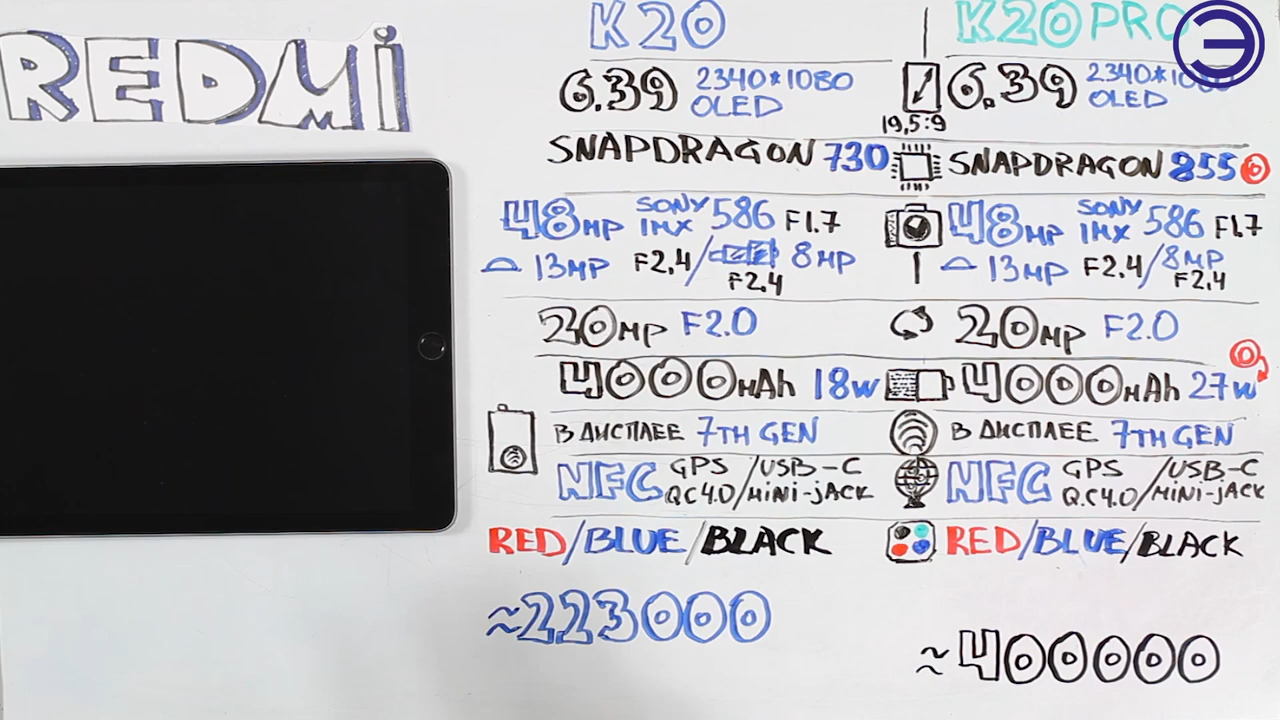 REDMI
K20
K20 PRO
Э
6.39 2340*1080
OLED
19,5:9
6.39 2340*1080
OLED
SNAPDRAGON 730
SNAPDRAGON 855
48MP SONY IMX 586 F1.7
13MP F2.4/8MP F2.4
48MP SONY IMX 586 F1.7
13MP F2.4/8MP F2.4
20MP F2.0
20MP F2.0
4000mAh 18W
4000mAh 27W
В ДИСПЛЕЕ 7TH GEN
В ДИСПЛЕЕ 7TH GEN
NFC GPS/USB-C
QC4.0/MINI-JACK
NFC GPS/USB-C
Q.C4.0/MINI-JACK
RED/BLUE/BLACK
RED/BLUE/BLACK
≈223000
≈400000